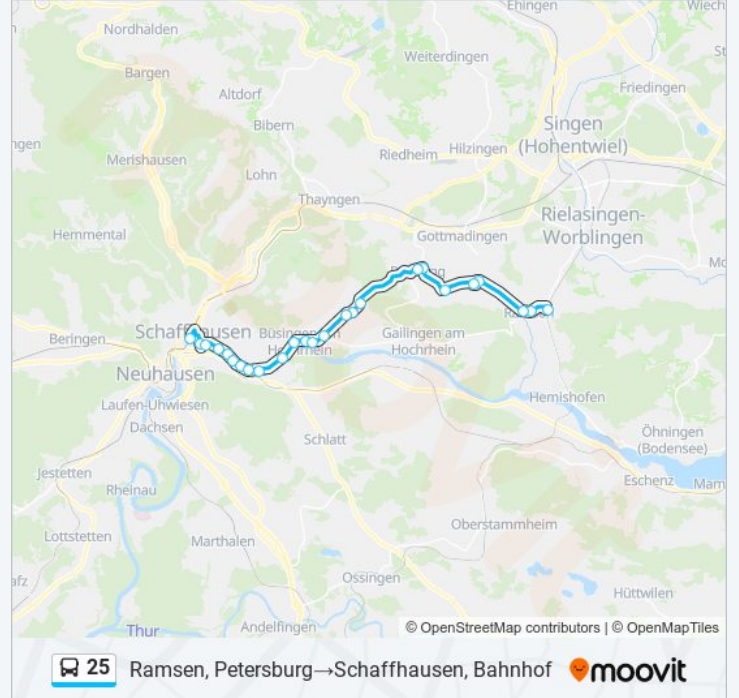 Ehingen
Wiech
Nordhalden
Weiterdingen
Bargen
Altdorf
Friedingen
Bibern
Singen
(Hohentwiel)
Riedheim
Hilzingen
Merishausen
Lohn
Thayngen
Rielasingen-
Worblingen
Hemmental
Gottmadingen
Schaffhausen
Beringen
Gailingen am
Hochrhein
Neuhausen
Laufen-Uhwiesen
Dachsen
Hemishofen
Schlatt
Öhningen
(Bodensee)
Jestetten
Rheinau
Eschenz
Mam
Oberstammheim
Lottstetten
Marthalen
Ossingen
Hüttwilen
Thur
Andelfingen
© OpenStreetMap contributors | © OpenMapTiles
25 Ramsen, Petersburg→Schaffhausen, Bahnhof moovit